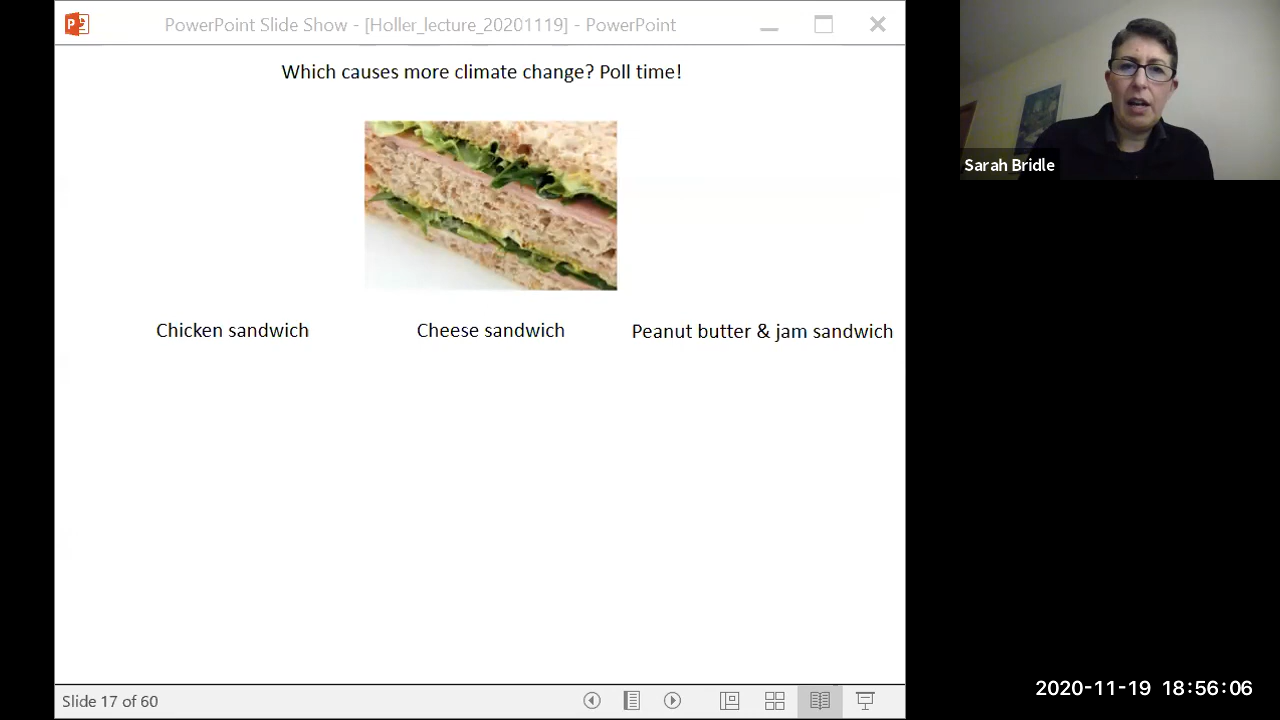 PowerPoint Slide Show - [Holler_lecture_20201119] - PowerPoint
Which causes more climate change? Poll time!
Sarah Bridle
Chicken sandwich
Cheese sandwich
Peanut butter & jam sandwich
Slide 17 of 60
2020-11-19 18:56:06